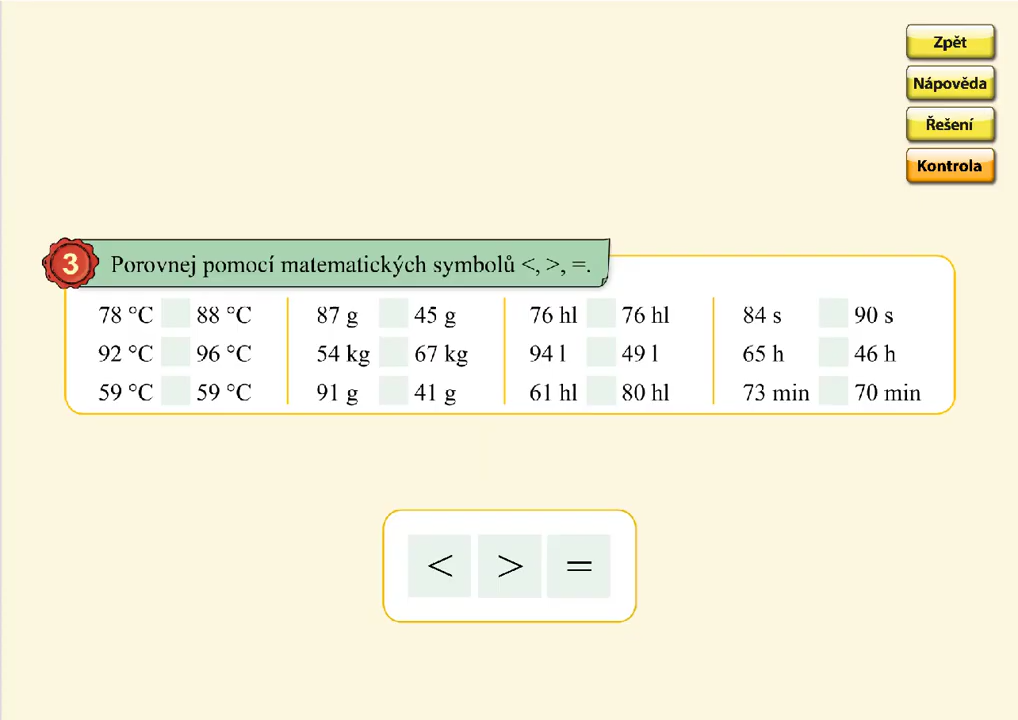 Zpět
Nápověda
Řešení
Kontrola
3 Porovnej pomocí matematických symbolů <, >, =.
78 °C 88 °C 87 g 45 g 76 hl 76 hl 84 s 90 s
92 °C 96 °C 54 kg 67 kg 94 l 49 l 65 h 46 h
59 °C 59 °C 91 g 41 g 61 hl 80 hl 73 min 70 min
< > =